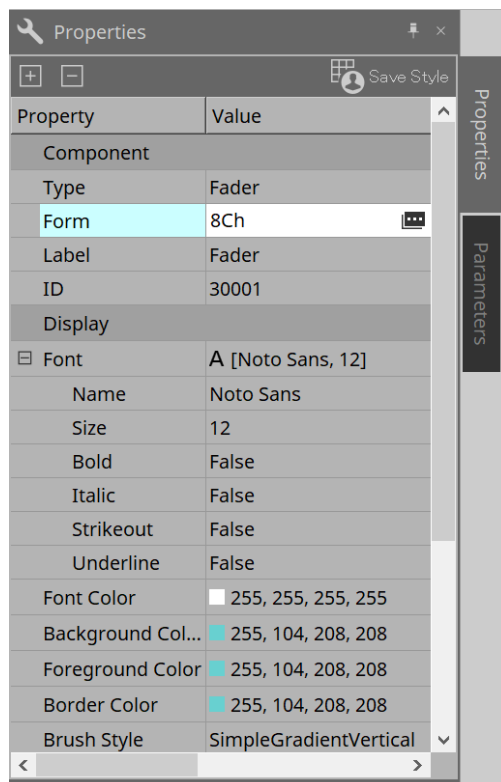 Properties
Save Style
Property Value
Component
Type Fader
Form 8Ch
Label Fader
ID 30001
Display
Font A [Noto Sans, 12]
Name Noto Sans
Size 12
Bold False
Italic False
Strikeout False
Underline False
Font Color 255, 255, 255, 255
Background Col... 255, 104, 208, 208
Foreground Color 255, 104, 208, 208
Border Color 255, 104, 208, 208
Brush Style SimpleGradientVertical
Properties
Parameters